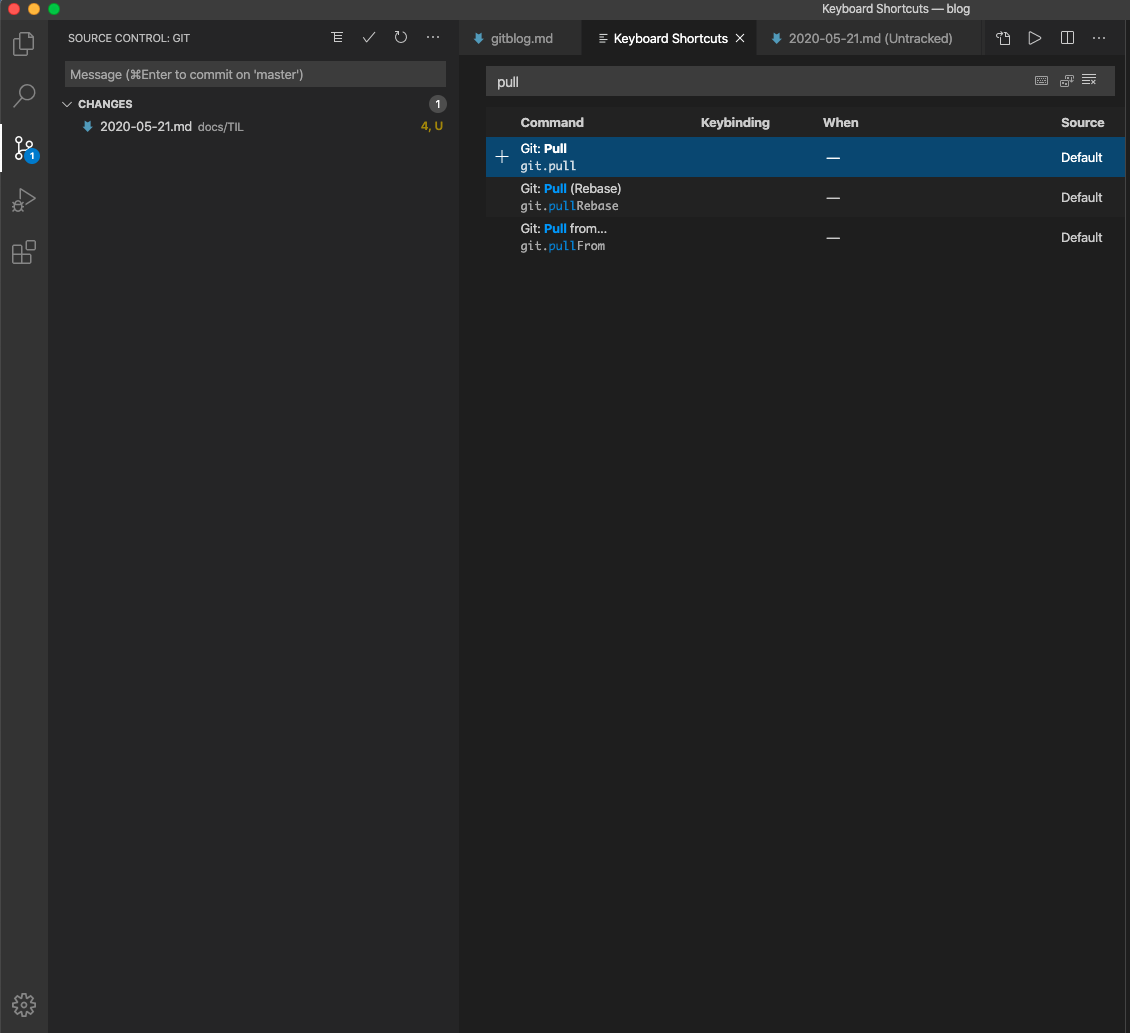 Keyboard Shortcuts — blog
SOURCE CONTROL: GIT
Message (⌘Enter to commit on 'master')
CHANGES 1
2020-05-21.md docs/TIL 4, U
1
gitblog.md Keyboard Shortcuts 2020-05-21.md (Untracked)
pull
Command Keybinding When Source
Git: Pull
git.pull — Default
Git: Pull (Rebase)
git.pullRebase — Default
Git: Pull from...
git.pullFrom — Default